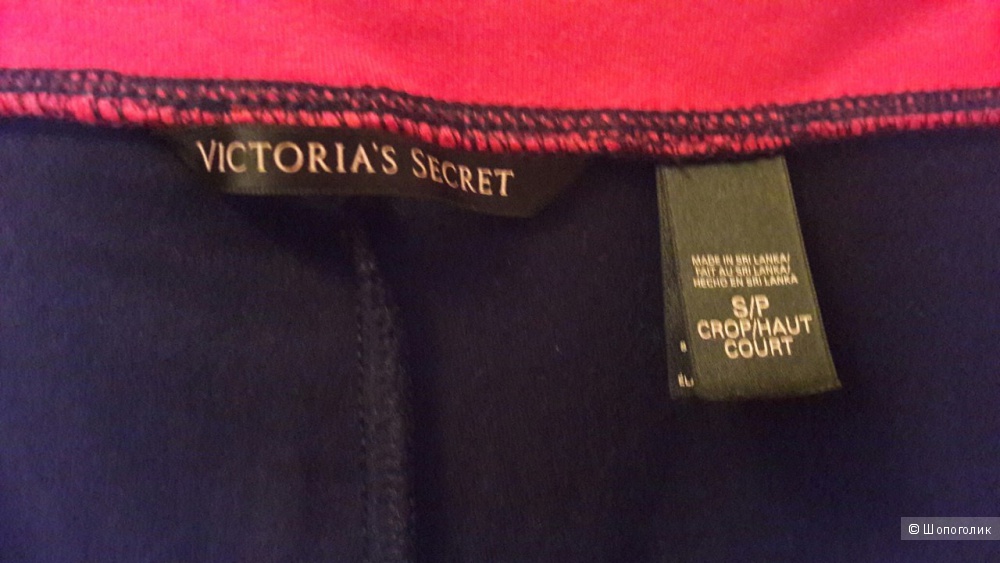 VICTORIA'S SECRET
MADE IN SRI LANKA/
FAIT AU SRI LANKA/
HECHO EN SRI LANKA
S/P
CROP/HAUT
COURT
© Шопоголик